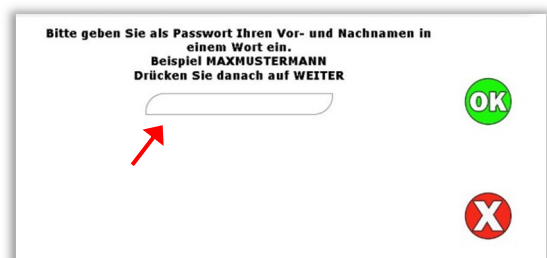 Bitte geben Sie als Passwort Ihren Vor- und Nachnamen in
einem Wort ein.
Beispiel MAXMUSTERMANN
Drücken Sie danach auf WEITER
OK
X